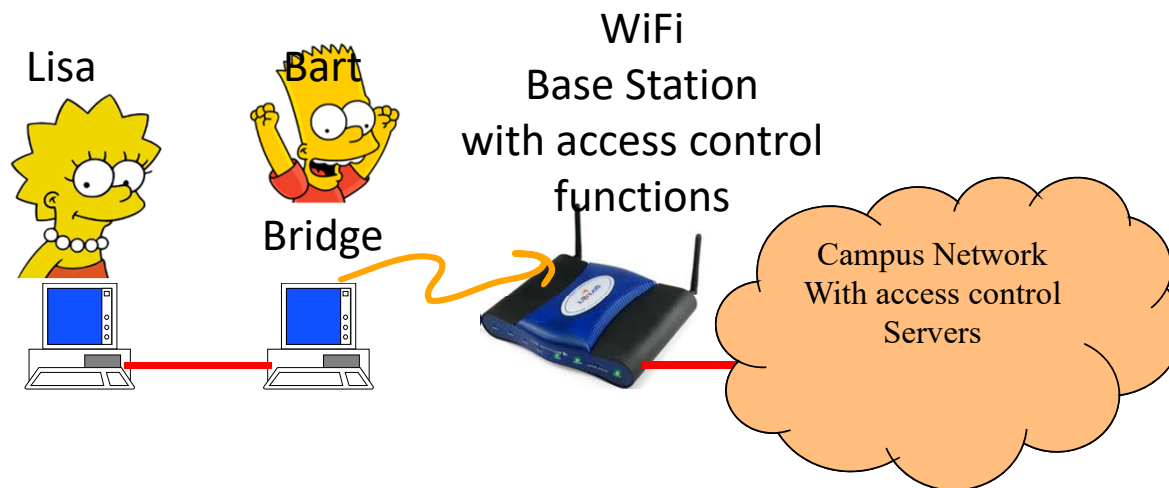 Lisa
Bart
Bridge
WiFi
Base Station
with access control
functions
Campus Network
With access control
Servers